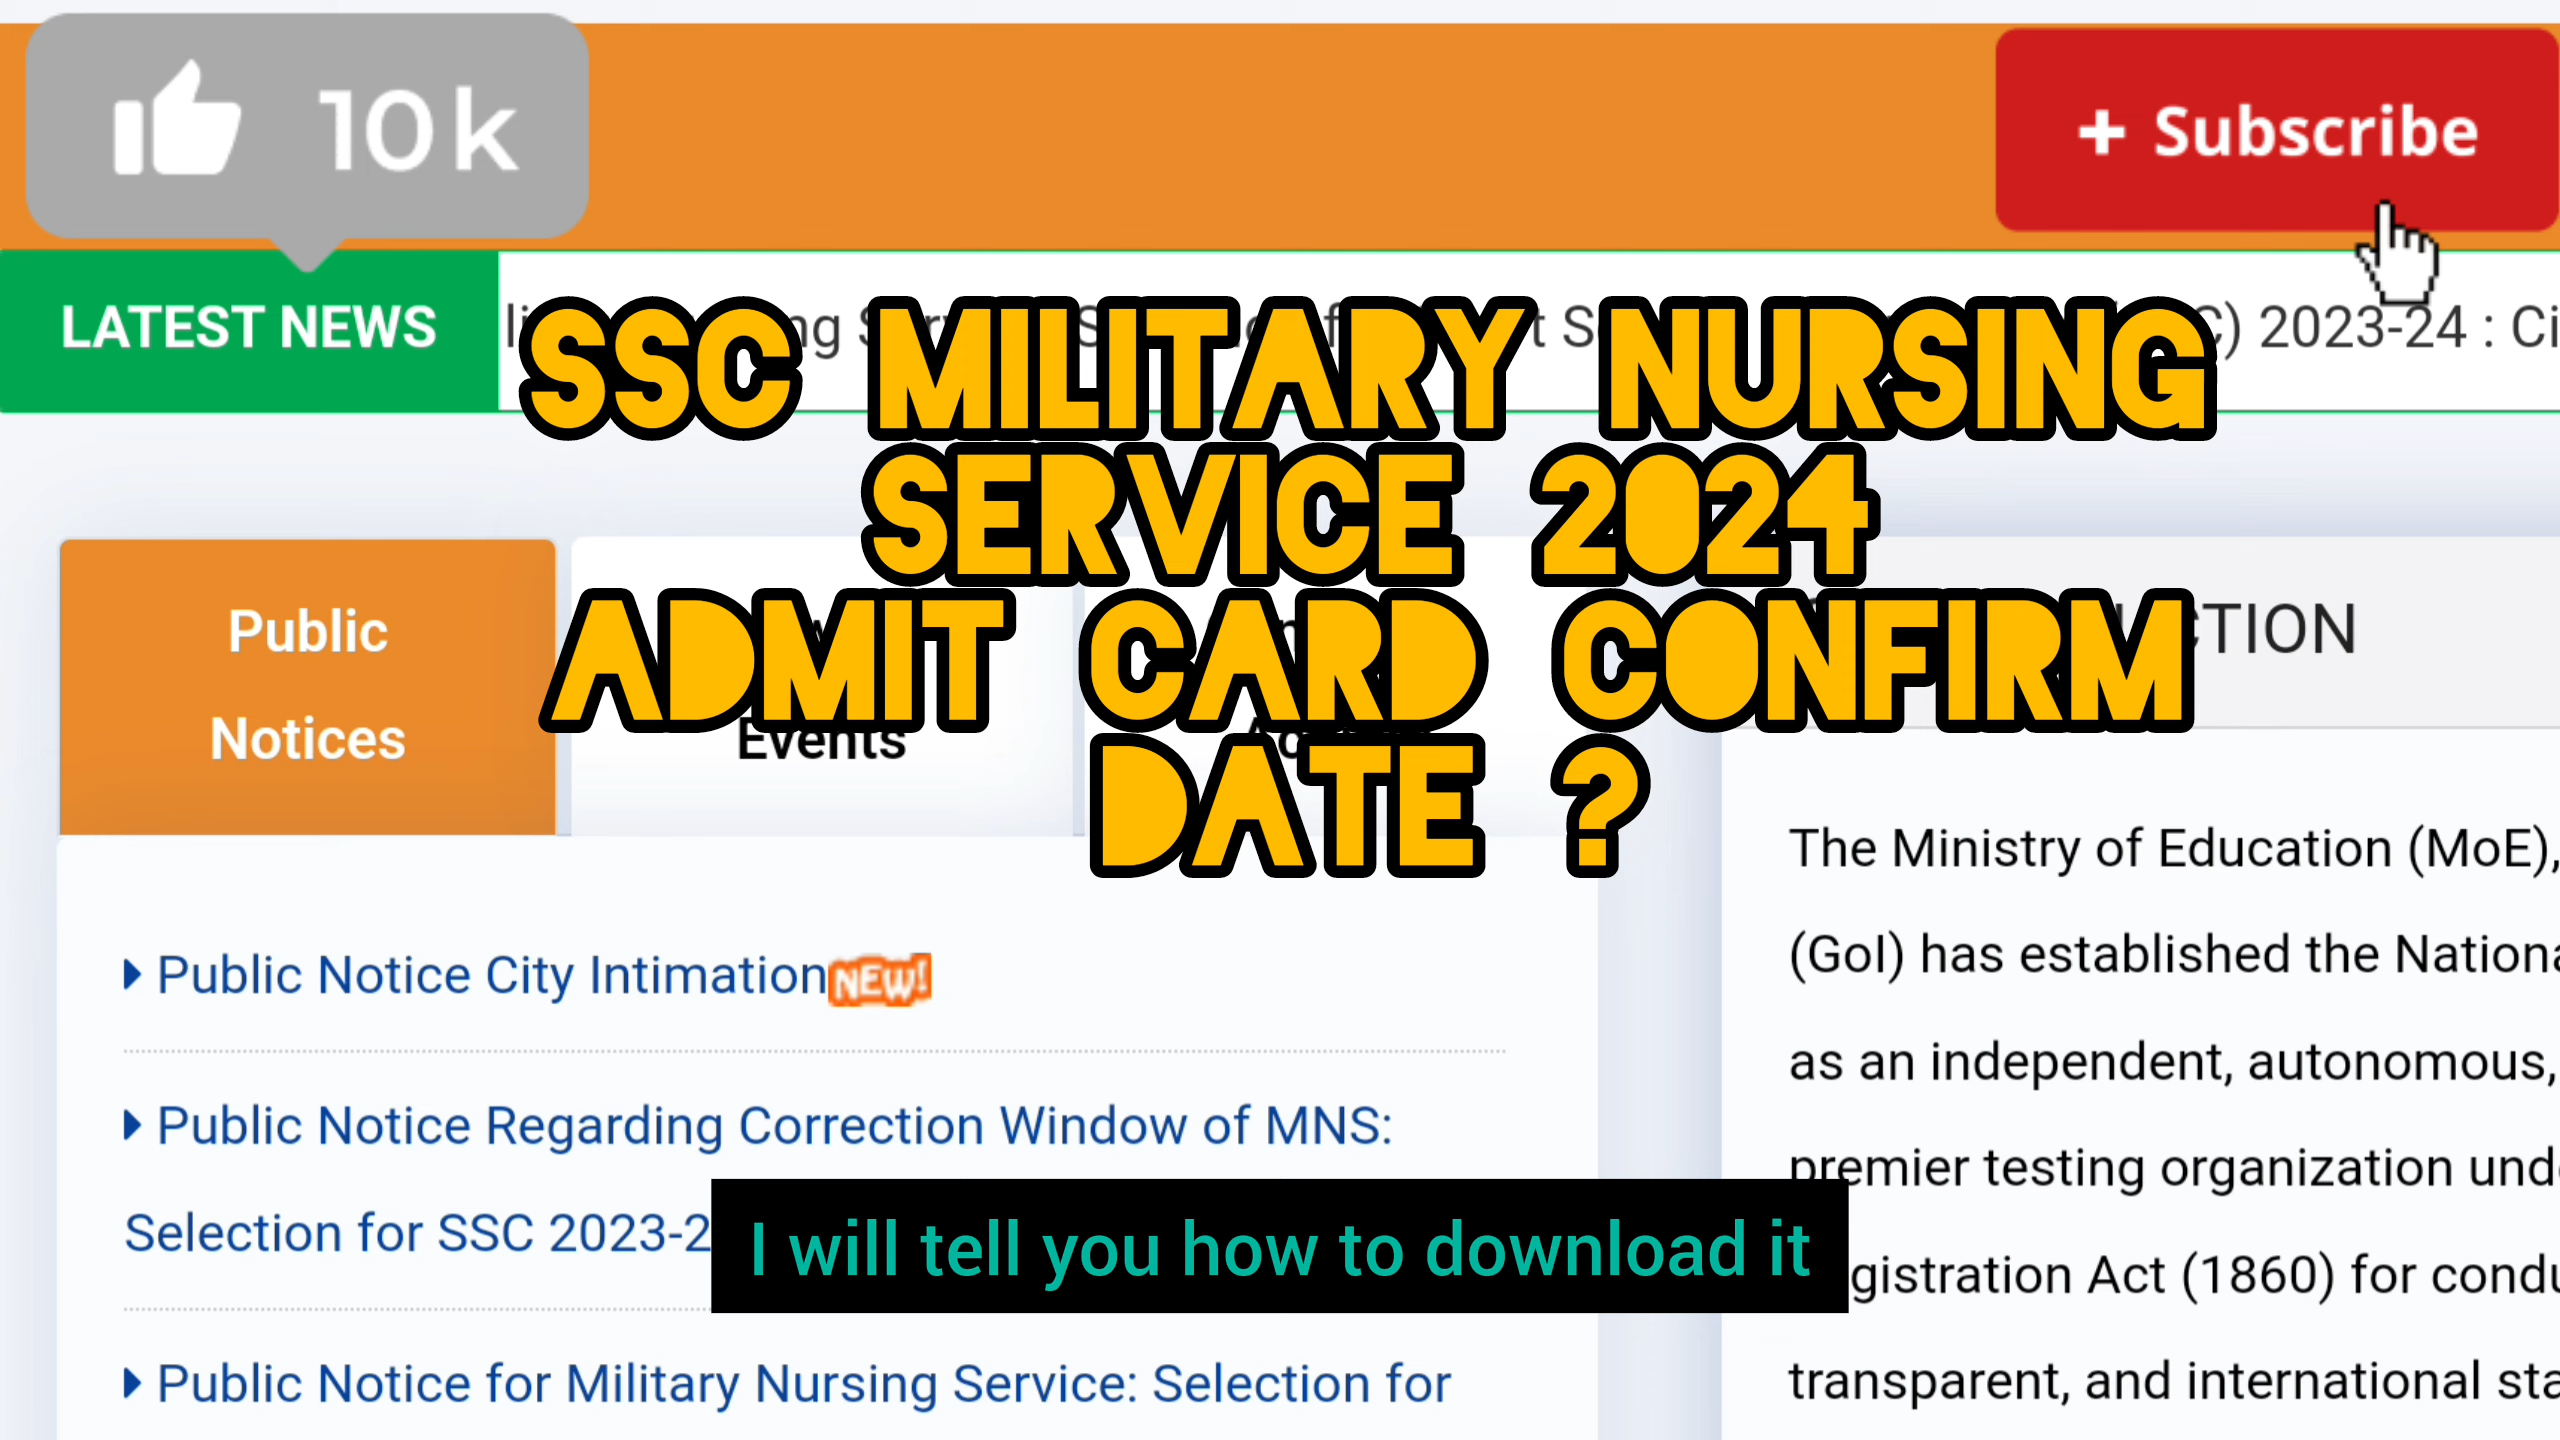 10k
+ Subscribe
LATEST NEWS
2023-24 :
SSC MILITARY NURSING
SERVICE 2024
ADMIT CARD CONFIRM
DATE ?
Public
Notices
Events
Public Notice City Intimation NEW!
Public Notice Regarding Correction Window of MNS:
Selection for SSC 2023-2
Public Notice for Military Nursing Service: Selection for
The Ministry of Education (MoE),
(GoI) has established the Nationa
as an independent, autonomous,
premier testing organization und
gistration Act (1860) for condu
transparent, and international sta
I will tell you how to download it